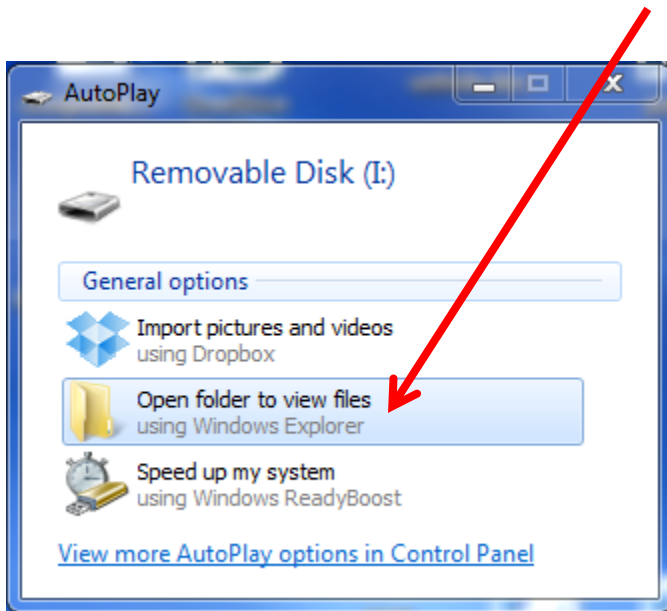 AutoPlay
Removable Disk (I:)
General options
Import pictures and videos
using Dropbox
Open folder to view files
using Windows Explorer
Speed up my system
using Windows ReadyBoost
View more AutoPlay options in Control Panel